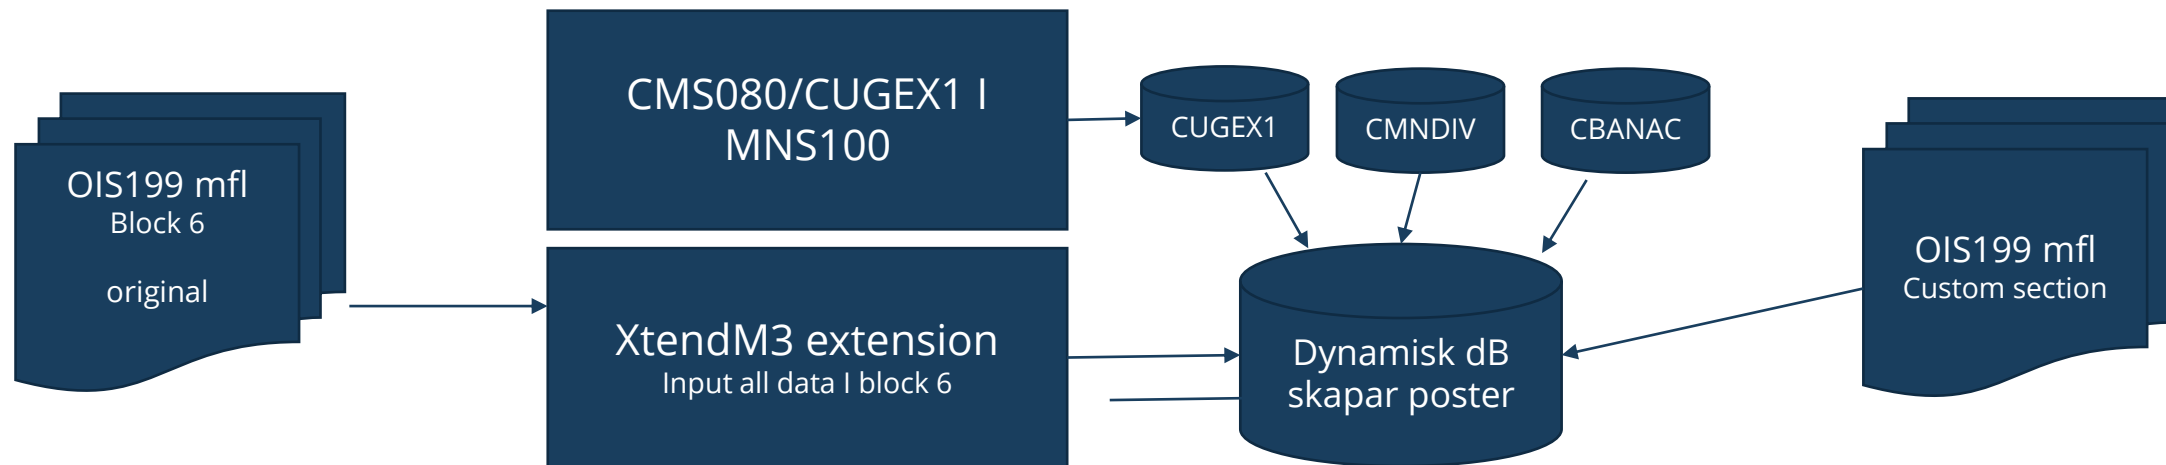 OIS199 mfl
Block 6
original
CMS080/CUGEX1 I
MNS100
XtendM3 extension
Input all data I block 6
CUGEX1
CMNDIV
CBANAC
Dynamisk dB
skapar poster
OIS199 mfl
Custom section